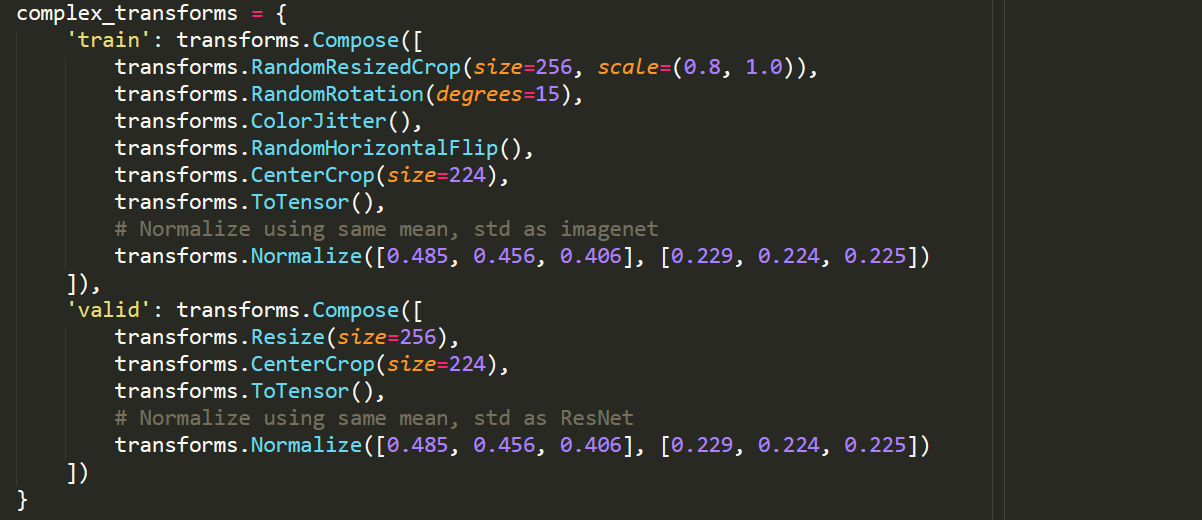 complex_transforms = {
    'train': transforms.Compose([
        transforms.RandomResizedCrop(size=256, scale=(0.8, 1.0)),
        transforms.RandomRotation(degrees=15),
        transforms.ColorJitter(),
        transforms.RandomHorizontalFlip(),
        transforms.CenterCrop(size=224),
        transforms.ToTensor(),
        # Normalize using same mean, std as imagenet
        transforms.Normalize([0.485, 0.456, 0.406], [0.229, 0.224, 0.225])
    ]),
    'valid': transforms.Compose([
        transforms.Resize(size=256),
        transforms.CenterCrop(size=224),
        transforms.ToTensor(),
        # Normalize using same mean, std as ResNet
        transforms.Normalize([0.485, 0.456, 0.406], [0.229, 0.224, 0.225])
    ])
}